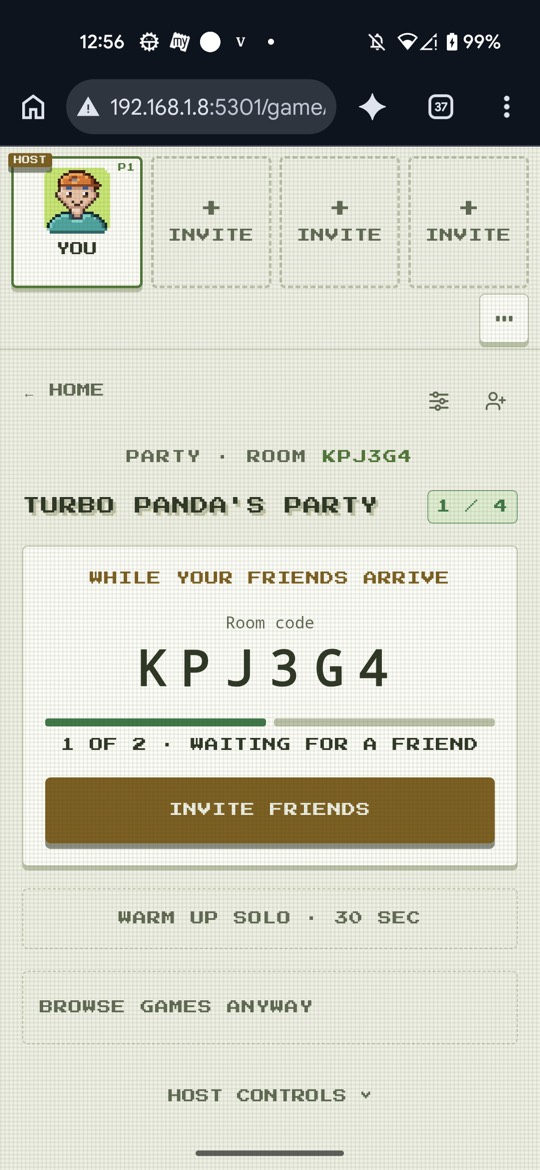 12:56
v
99%
192.168.1.8:5301/game/
37
HOST
P1
YOU
+
INVITE
+
INVITE
+
INVITE
...
← HOME
PARTY · ROOM KPJ3G4
TURBO PANDA'S PARTY
1 / 4
WHILE YOUR FRIENDS ARRIVE
Room code
KPJ3G4
1 OF 2 · WAITING FOR A FRIEND
INVITE FRIENDS
WARM UP SOLO · 30 SEC
BROWSE GAMES ANYWAY
HOST CONTROLS